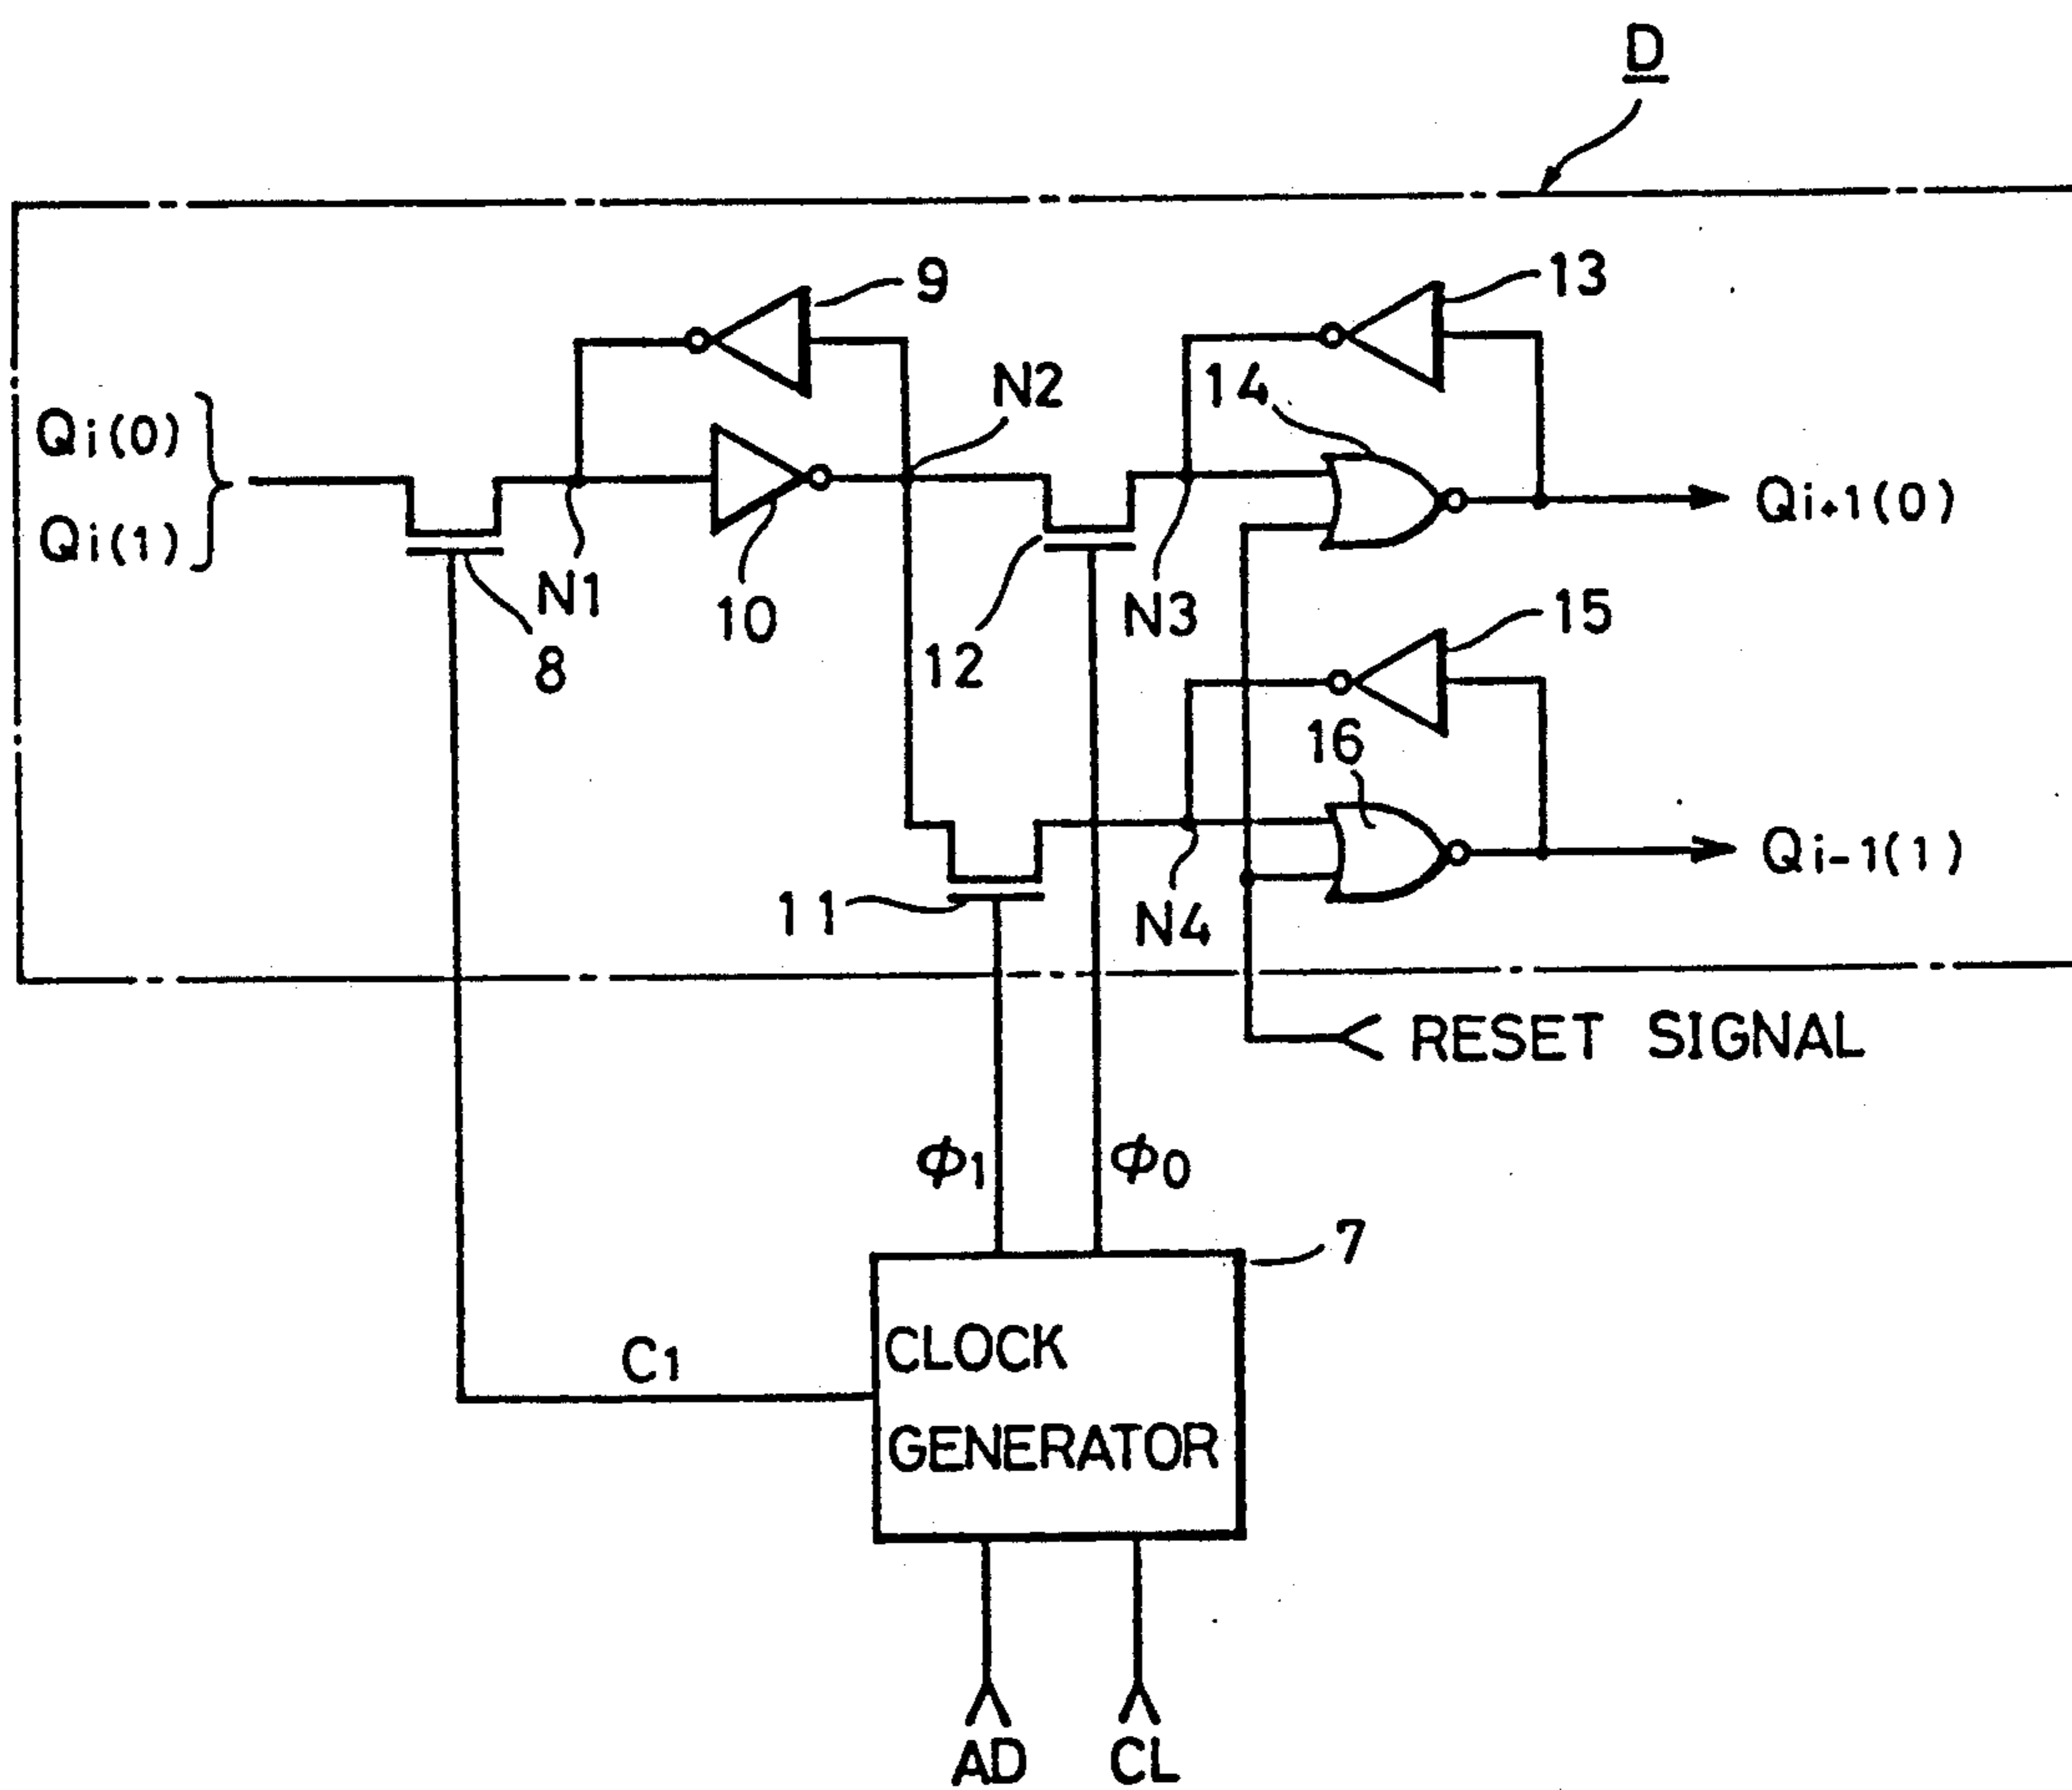 D
9
13
N2
14
Qi(0)
Qi(1)
Qi+1(0)
N1
10
N3
15
8
12
16
Qi-1(1)
11
N4
RESET SIGNAL
ϕ1
ϕ0
7
C1
CLOCK
GENERATOR
AD
CL